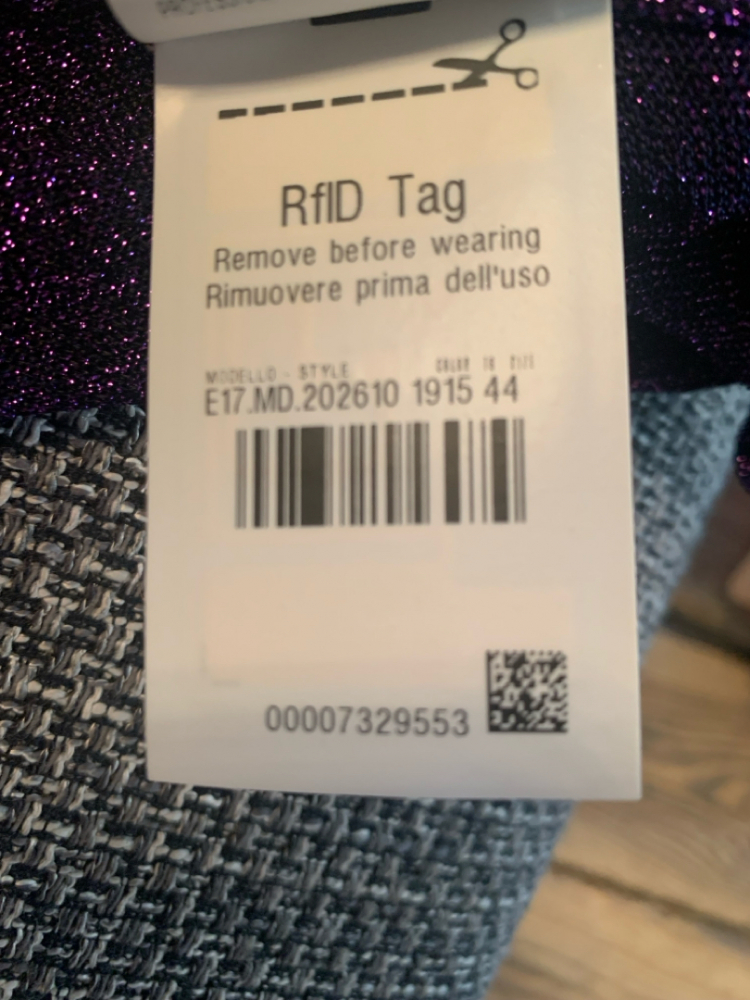 RfID Tag
Remove before wearing
Rimuovere prima dell'uso
MODELLO - STYLE
E17.MD.202610 1915 44
00007329553